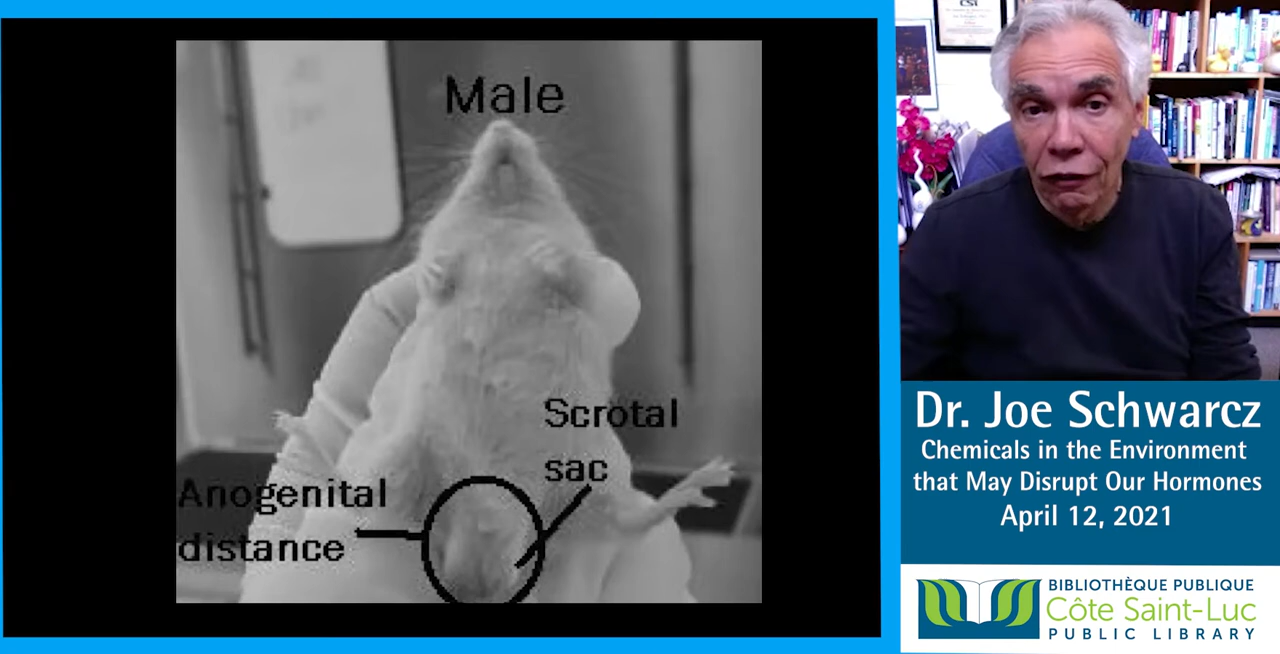 Male
Scrotal
sac
Anogenital
distance
CSI
Dr. Joe Schwarcz
Chemicals in the Environment
that May Disrupt Our Hormones
April 12, 2021
BIBLIOTHÈQUE PUBLIQUE
Côte Saint-Luc
PUBLIC LIBRARY